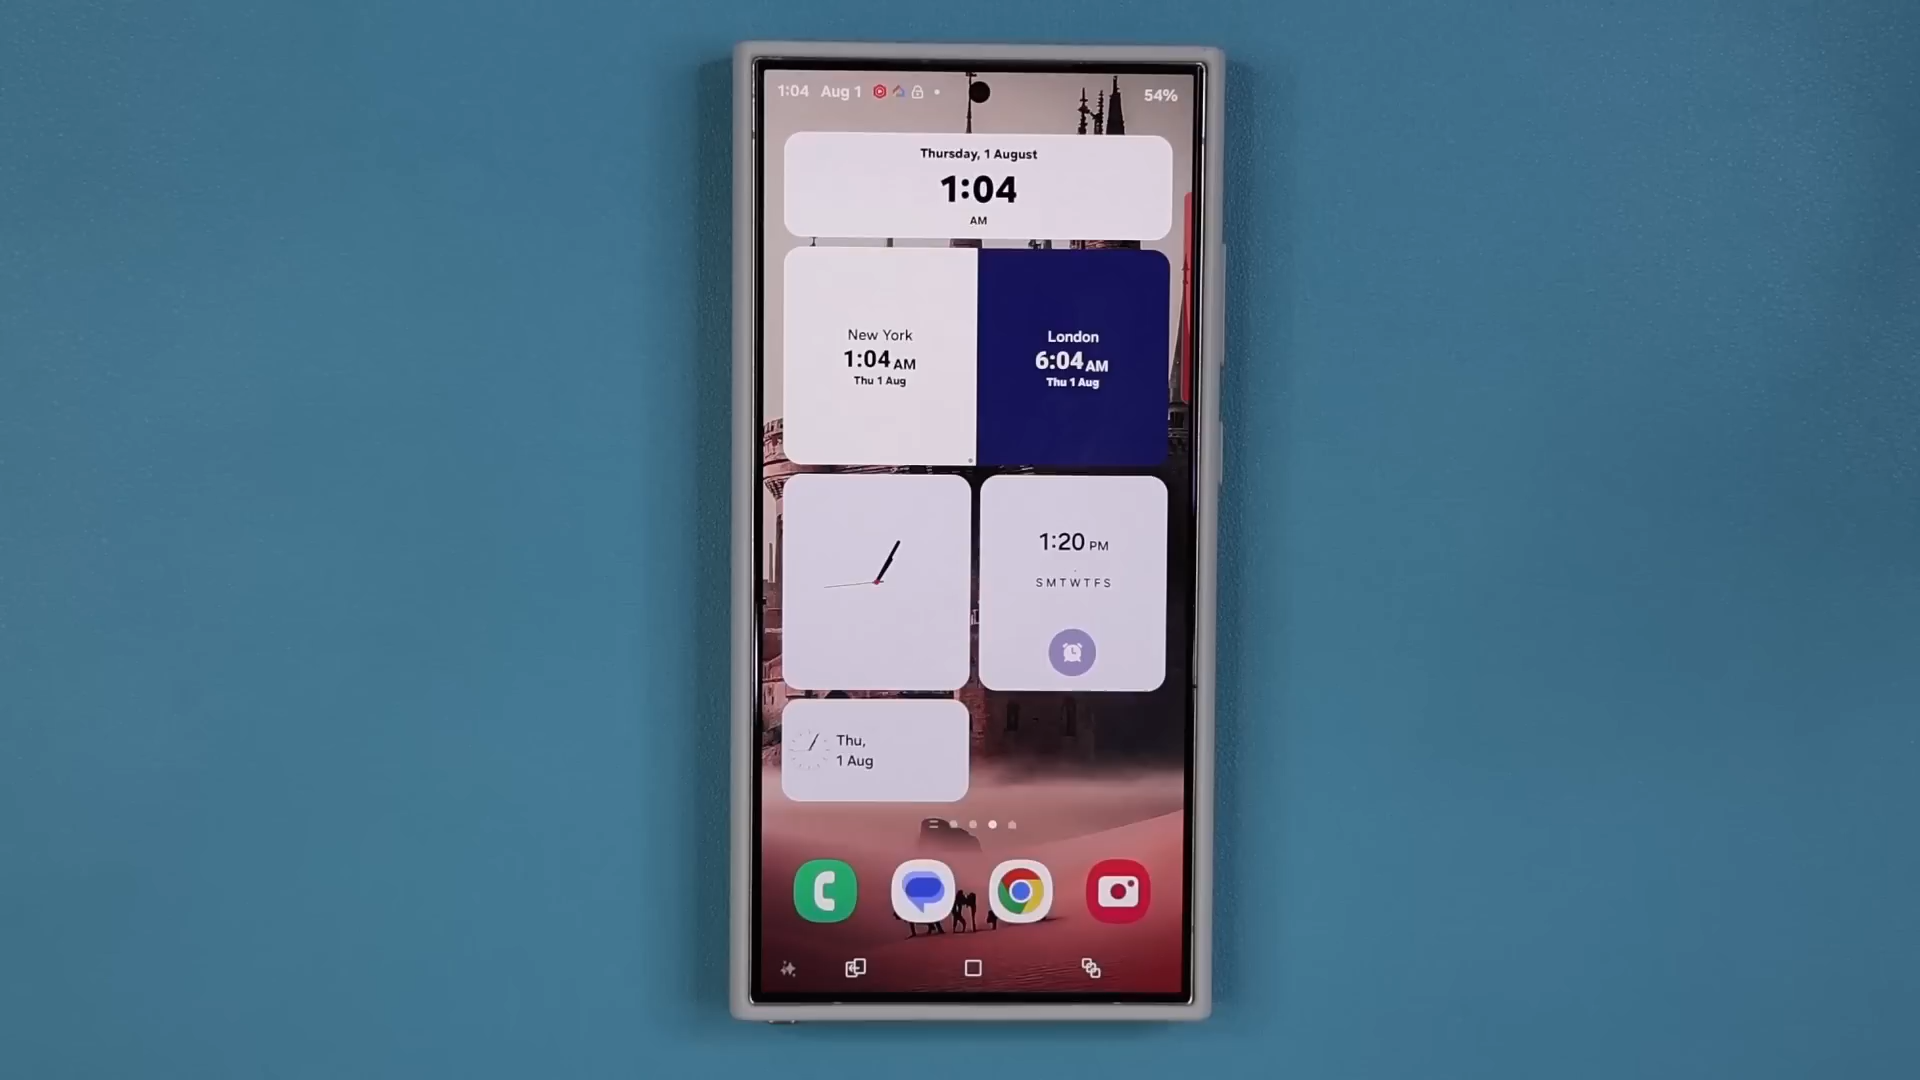 1:04 Aug 1
54%
Thursday, 1 August
1:04
AM
New York
1:04 AM
Thu 1 Aug
London
6:04 AM
Thu 1 Aug
1:20 PM
S M T W T F S
Thu,
1 Aug